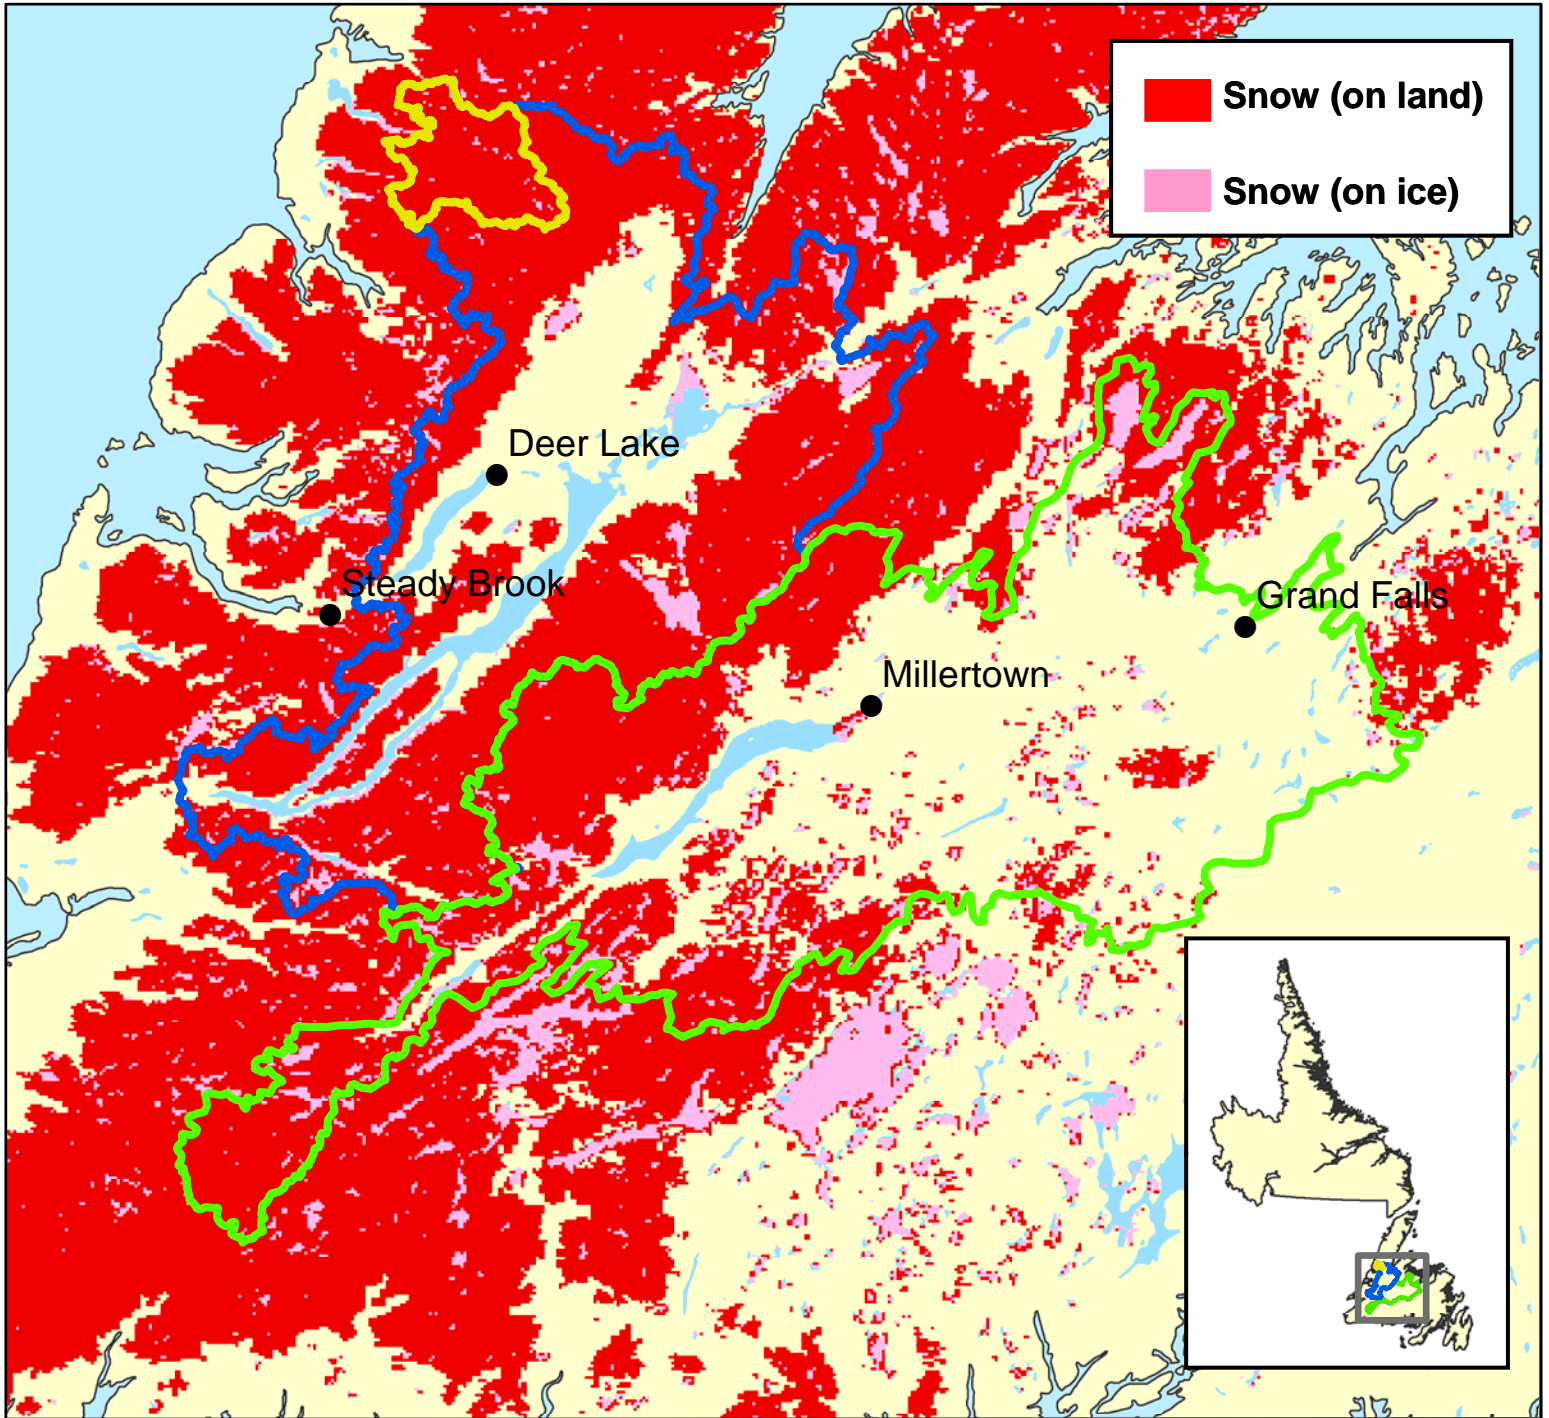 Snow (on land)
Snow (on ice)
Deer Lake
Steady Brook
Grand Falls
Millertown